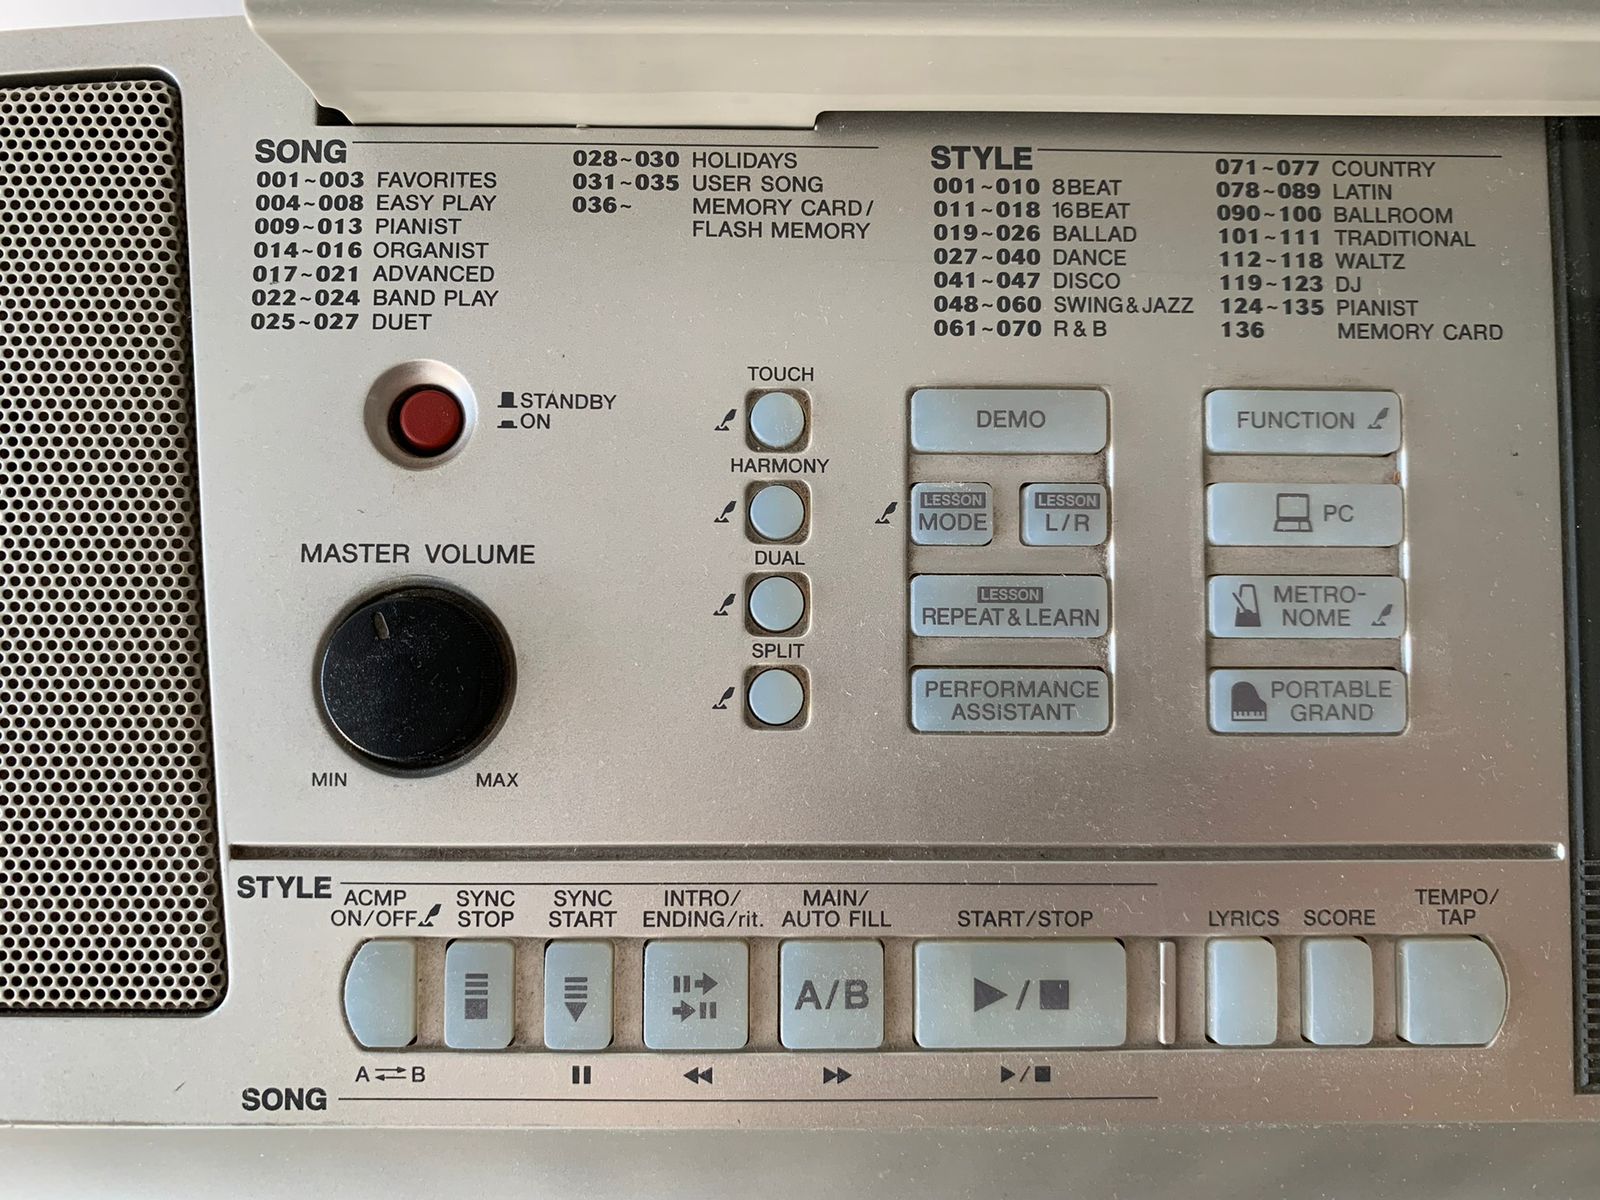 SONG
001~003 FAVORITES
004~008 EASY PLAY
009~013 PIANIST
014~016 ORGANIST
017~021 ADVANCED
022~024 BAND PLAY
025~027 DUET
028~030 HOLIDAYS
031~035 USER SONG
036~ MEMORY CARD/
FLASH MEMORY
STYLE
001~010 8BEAT
011~018 16BEAT
019~026 BALLAD
027~040 DANCE
041~047 DISCO
048~060 SWING&JAZZ
061~070 R&B
071~077 COUNTRY
078~089 LATIN
090~100 BALLROOM
101~111 TRADITIONAL
112~118 WALTZ
119~123 DJ
124~135 PIANIST
136 MEMORY CARD
STANDBY
ON
MASTER VOLUME
MIN MAX
TOUCH
HARMONY
DUAL
SPLIT
DEMO
LESSON
MODE
LESSON
L/R
LESSON
REPEAT&LEARN
PERFORMANCE
ASSISTANT
FUNCTION
PC
METRO-
NOME
PORTABLE
GRAND
STYLE
ACMP
ON/OFF
SYNC
STOP
SYNC
START
INTRO/
ENDING/rit.
MAIN/
AUTO FILL
START/STOP
LYRICS
SCORE
TEMPO/
TAP
A/B
A⇄B
SONG